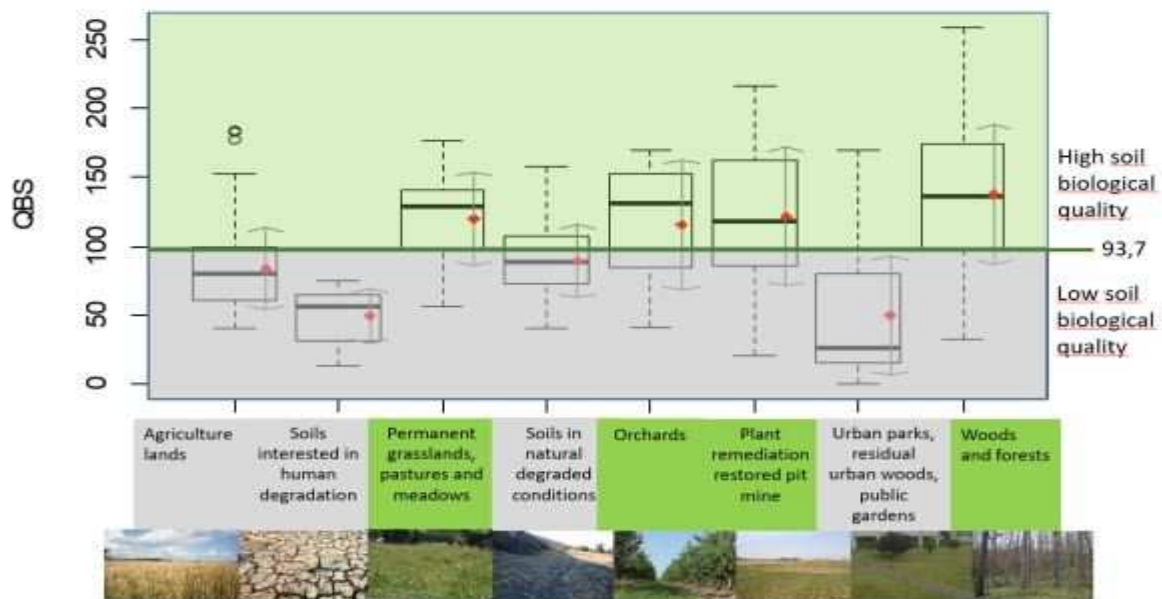 QBS
250
200
150
100
50
0
High soil
biological
quality
93,7
Low soil
biological
quality
Agriculture
lands
Soils
interested in
human
degradation
Permanent
grasslands,
pastures and
meadows
Soils in
natural
degraded
conditions
Orchards
Plant
remediation
restored pit
mine
Urban parks,
residual
urban woods,
public
gardens
Woods
and forests